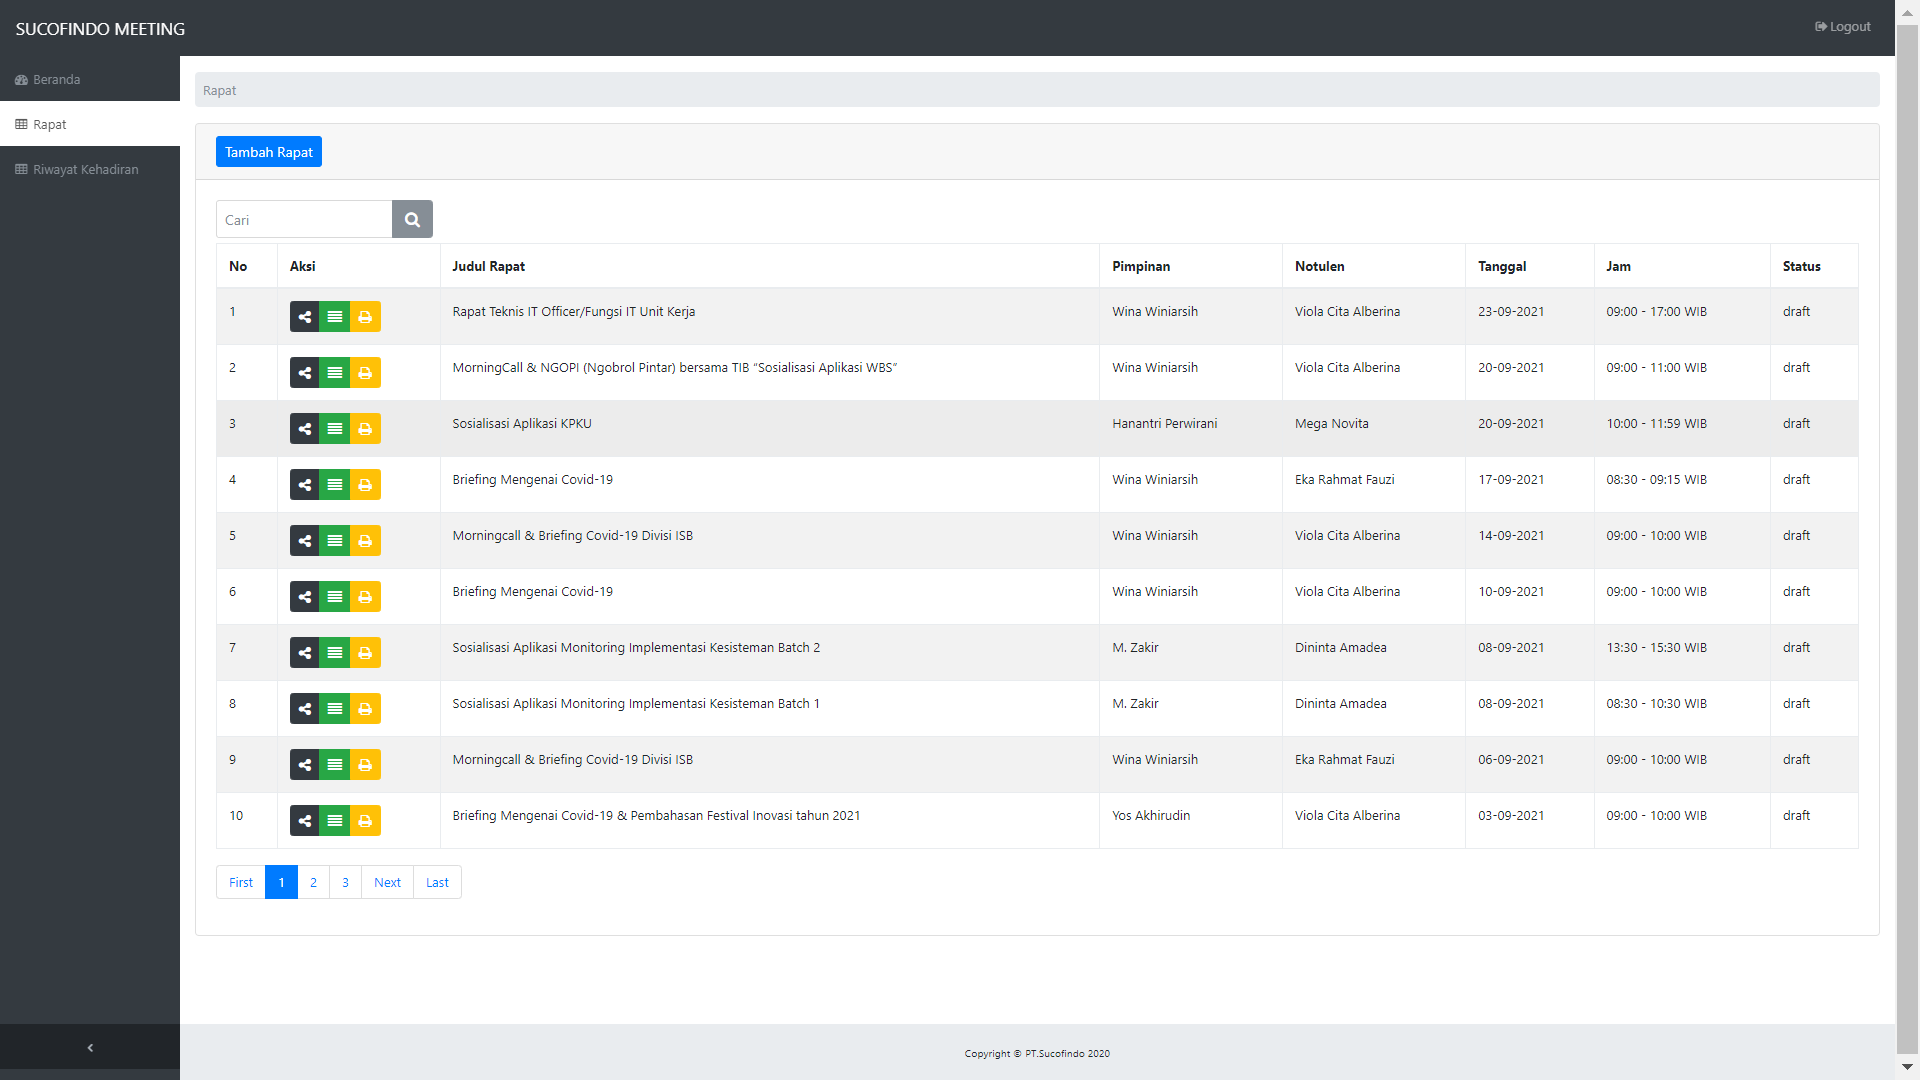 SUCOFINDO MEETING
Logout
Beranda
Rapat
Riwayat Kehadiran
Rapat
Tambah Rapat
Cari
No Aksi Judul Rapat Pimpinan Notulen Tanggal Jam Status
1 Rapat Teknis IT Officer/Fungsi IT Unit Kerja Wina Winiarsih Viola Cita Alberina 23-09-2021 09:00 - 17:00 WIB draft
2 MorningCall & NGOPI (Ngobrol Pintar) bersama TIB “Sosialisasi Aplikasi WBS” Wina Winiarsih Viola Cita Alberina 20-09-2021 09:00 - 11:00 WIB draft
3 Sosialisasi Aplikasi KPKU Hanantri Perwirani Mega Novita 20-09-2021 10:00 - 11:59 WIB draft
4 Briefing Mengenai Covid-19 Wina Winiarsih Eka Rahmat Fauzi 17-09-2021 08:30 - 09:15 WIB draft
5 Morningcall & Briefing Covid-19 Divisi ISB Wina Winiarsih Viola Cita Alberina 14-09-2021 09:00 - 10:00 WIB draft
6 Briefing Mengenai Covid-19 Wina Winiarsih Viola Cita Alberina 10-09-2021 09:00 - 10:00 WIB draft
7 Sosialisasi Aplikasi Monitoring Implementasi Kesisteman Batch 2 M. Zakir Dininta Amadea 08-09-2021 13:30 - 15:30 WIB draft
8 Sosialisasi Aplikasi Monitoring Implementasi Kesisteman Batch 1 M. Zakir Dininta Amadea 08-09-2021 08:30 - 10:30 WIB draft
9 Morningcall & Briefing Covid-19 Divisi ISB Wina Winiarsih Eka Rahmat Fauzi 06-09-2021 09:00 - 10:00 WIB draft
10 Briefing Mengenai Covid-19 & Pembahasan Festival Inovasi tahun 2021 Yos Akhirudin Viola Cita Alberina 03-09-2021 09:00 - 10:00 WIB draft
First 1 2 3 Next Last
Copyright © PT.Sucofindo 2020